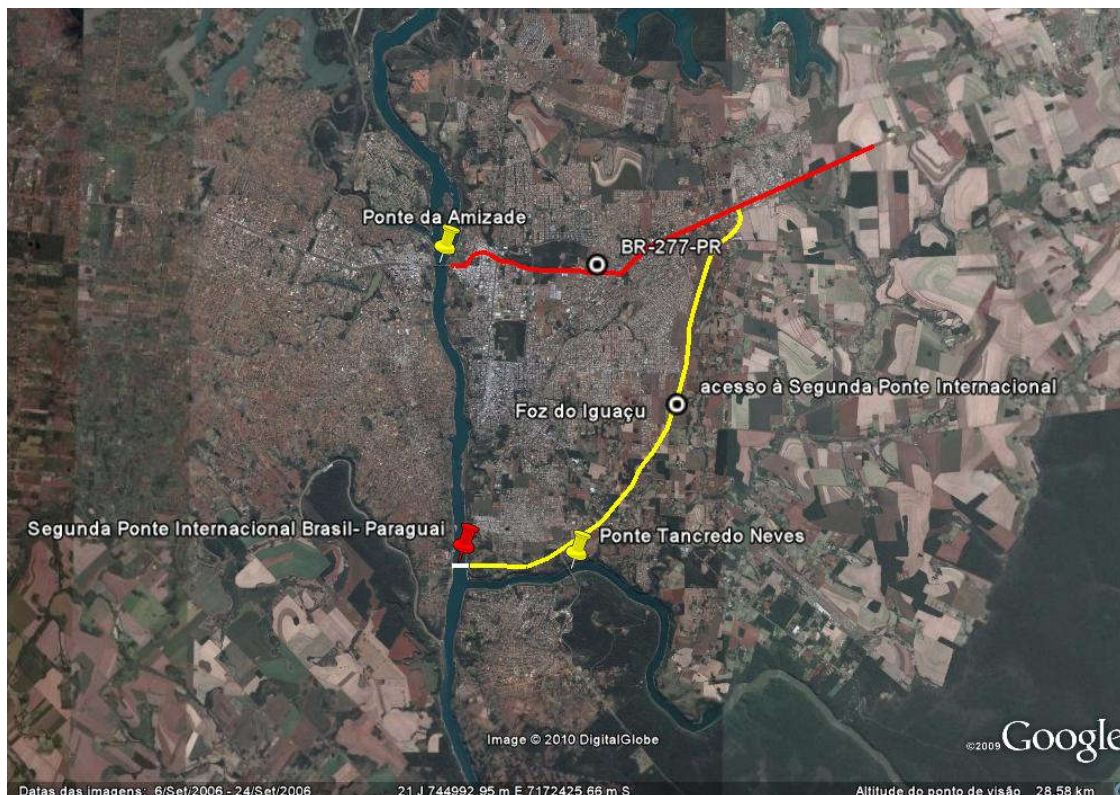 Ponte da Amizade
BR-277-PR
acesso à Segunda Ponte Internacional
Foz do Iguaçu
Segunda Ponte Internacional Brasil- Paraguai
Ponte Tancredo Neves
Image © 2010 DigitalGlobe
©2009 Google
Datas das imagens: 6/Set/2006 - 24/Set/2006
21 J 744992.95 m E 7172425.66 m S
Altitude do ponto de visão 28.58 km